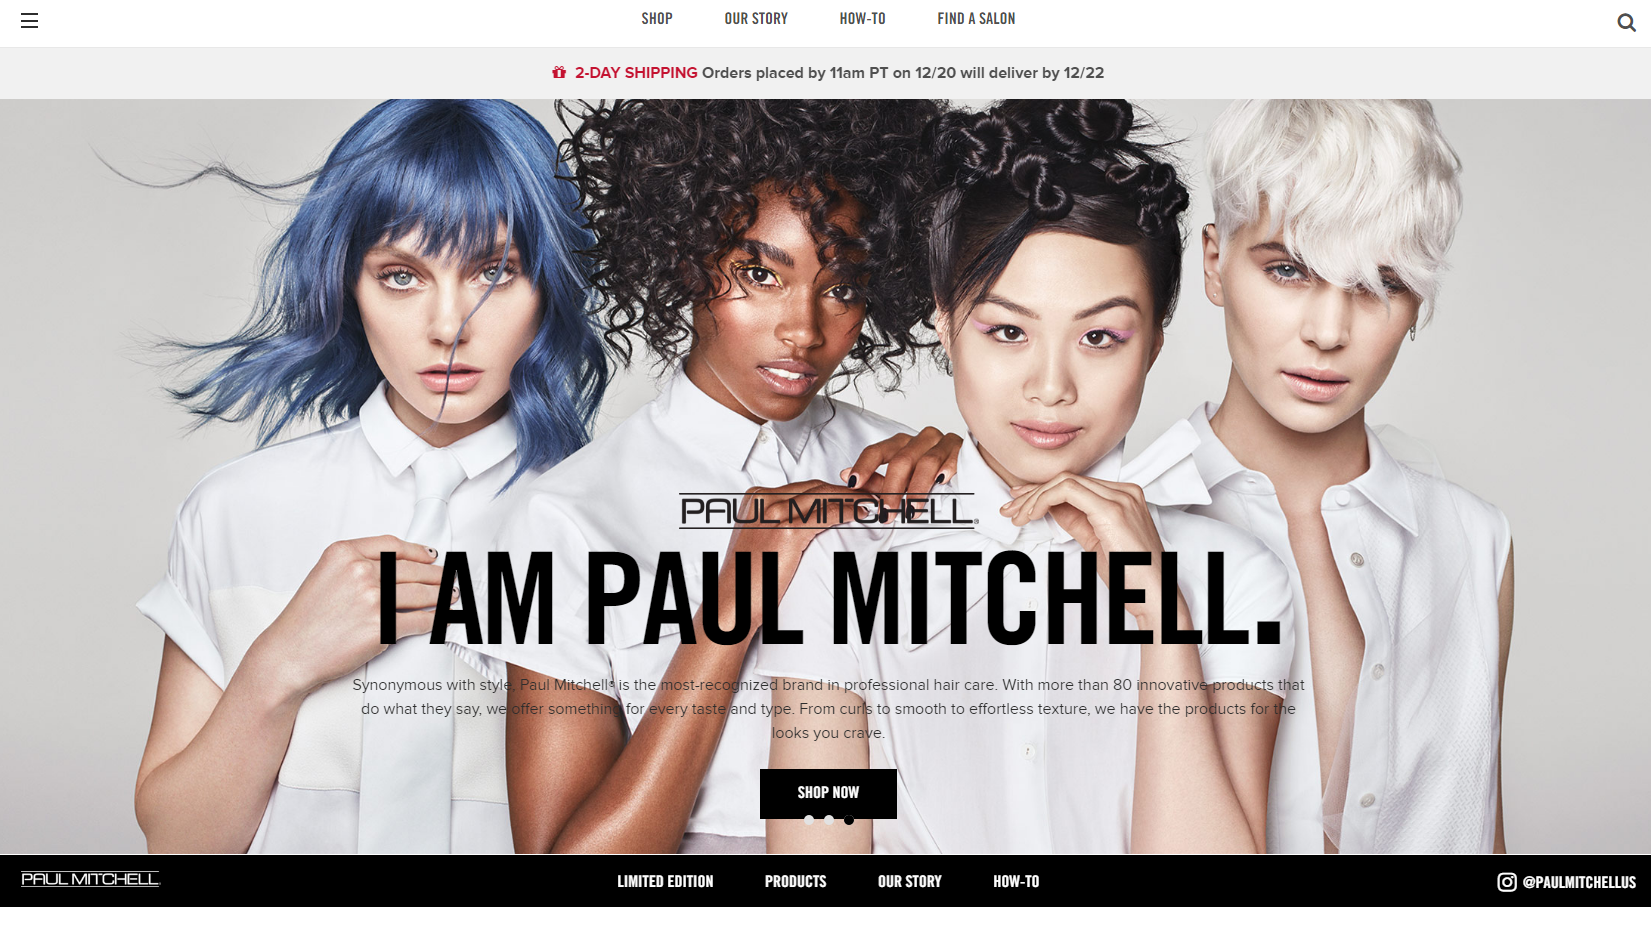 SHOP OUR STORY HOW-TO FIND A SALON
2-DAY SHIPPING Orders placed by 11am PT on 12/20 will deliver by 12/22
PAUL MITCHELL®
I AM PAUL MITCHELL.
Synonymous with style, Paul Mitchell® is the most-recognized brand in professional hair care. With more than 80 innovative products that
do what they say, we offer something for every taste and type. From curls to smooth to effortless texture, we have the products for the
looks you crave.
SHOP NOW
PAUL MITCHELL LIMITED EDITION PRODUCTS OUR STORY HOW-TO @PAULMITCHELLUS